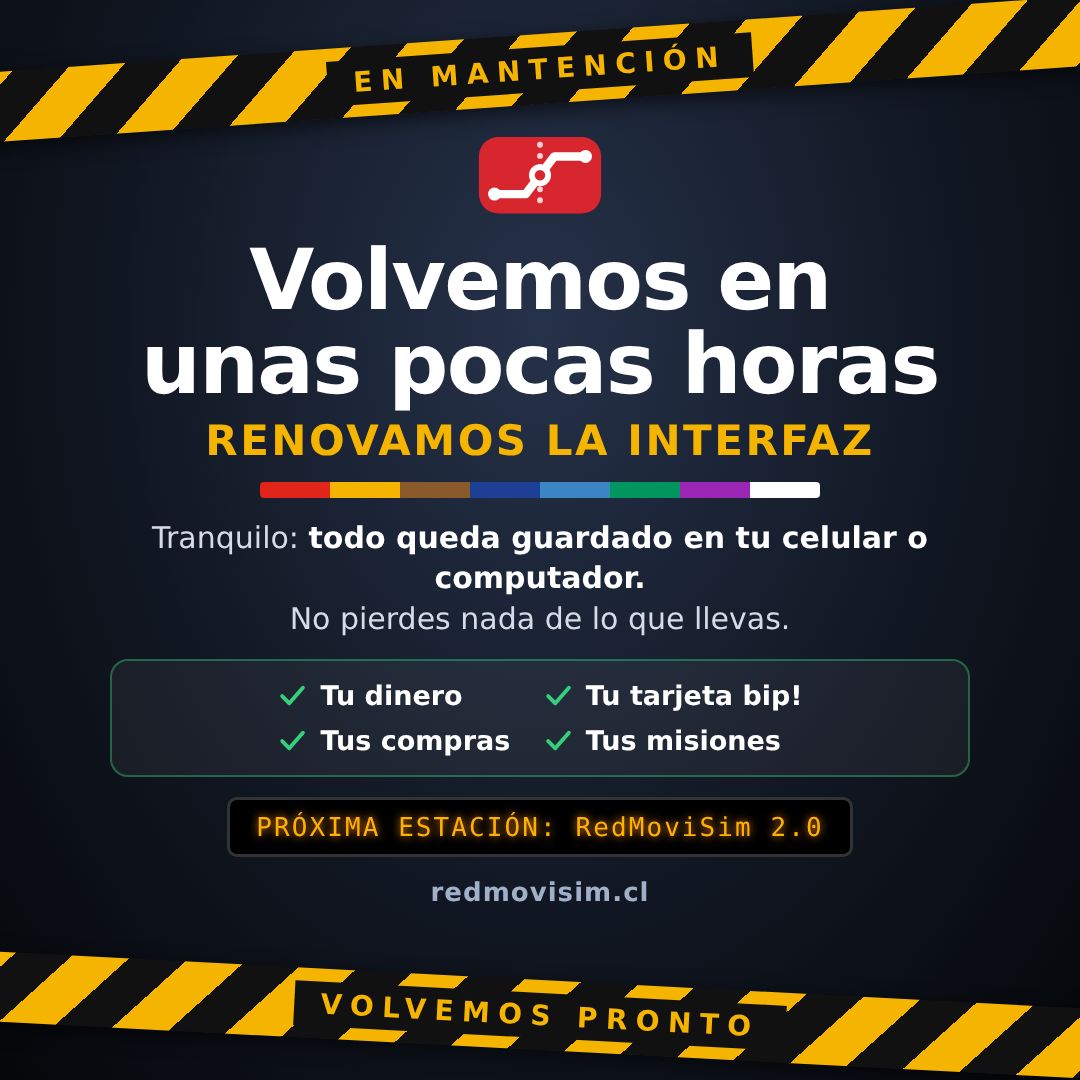 EN MANTENCIÓN
Volvemos en
unas pocas horas
RENOVAMOS LA INTERFAZ
Tranquilo: todo queda guardado en tu celular o
computador.
No pierdes nada de lo que llevas.
Tu dinero
Tu tarjeta bip!
Tus compras
Tus misiones
PRÓXIMA ESTACIÓN: RedMoviSim 2.0
redmovisim.cl
VOLVEMOS PRONTO